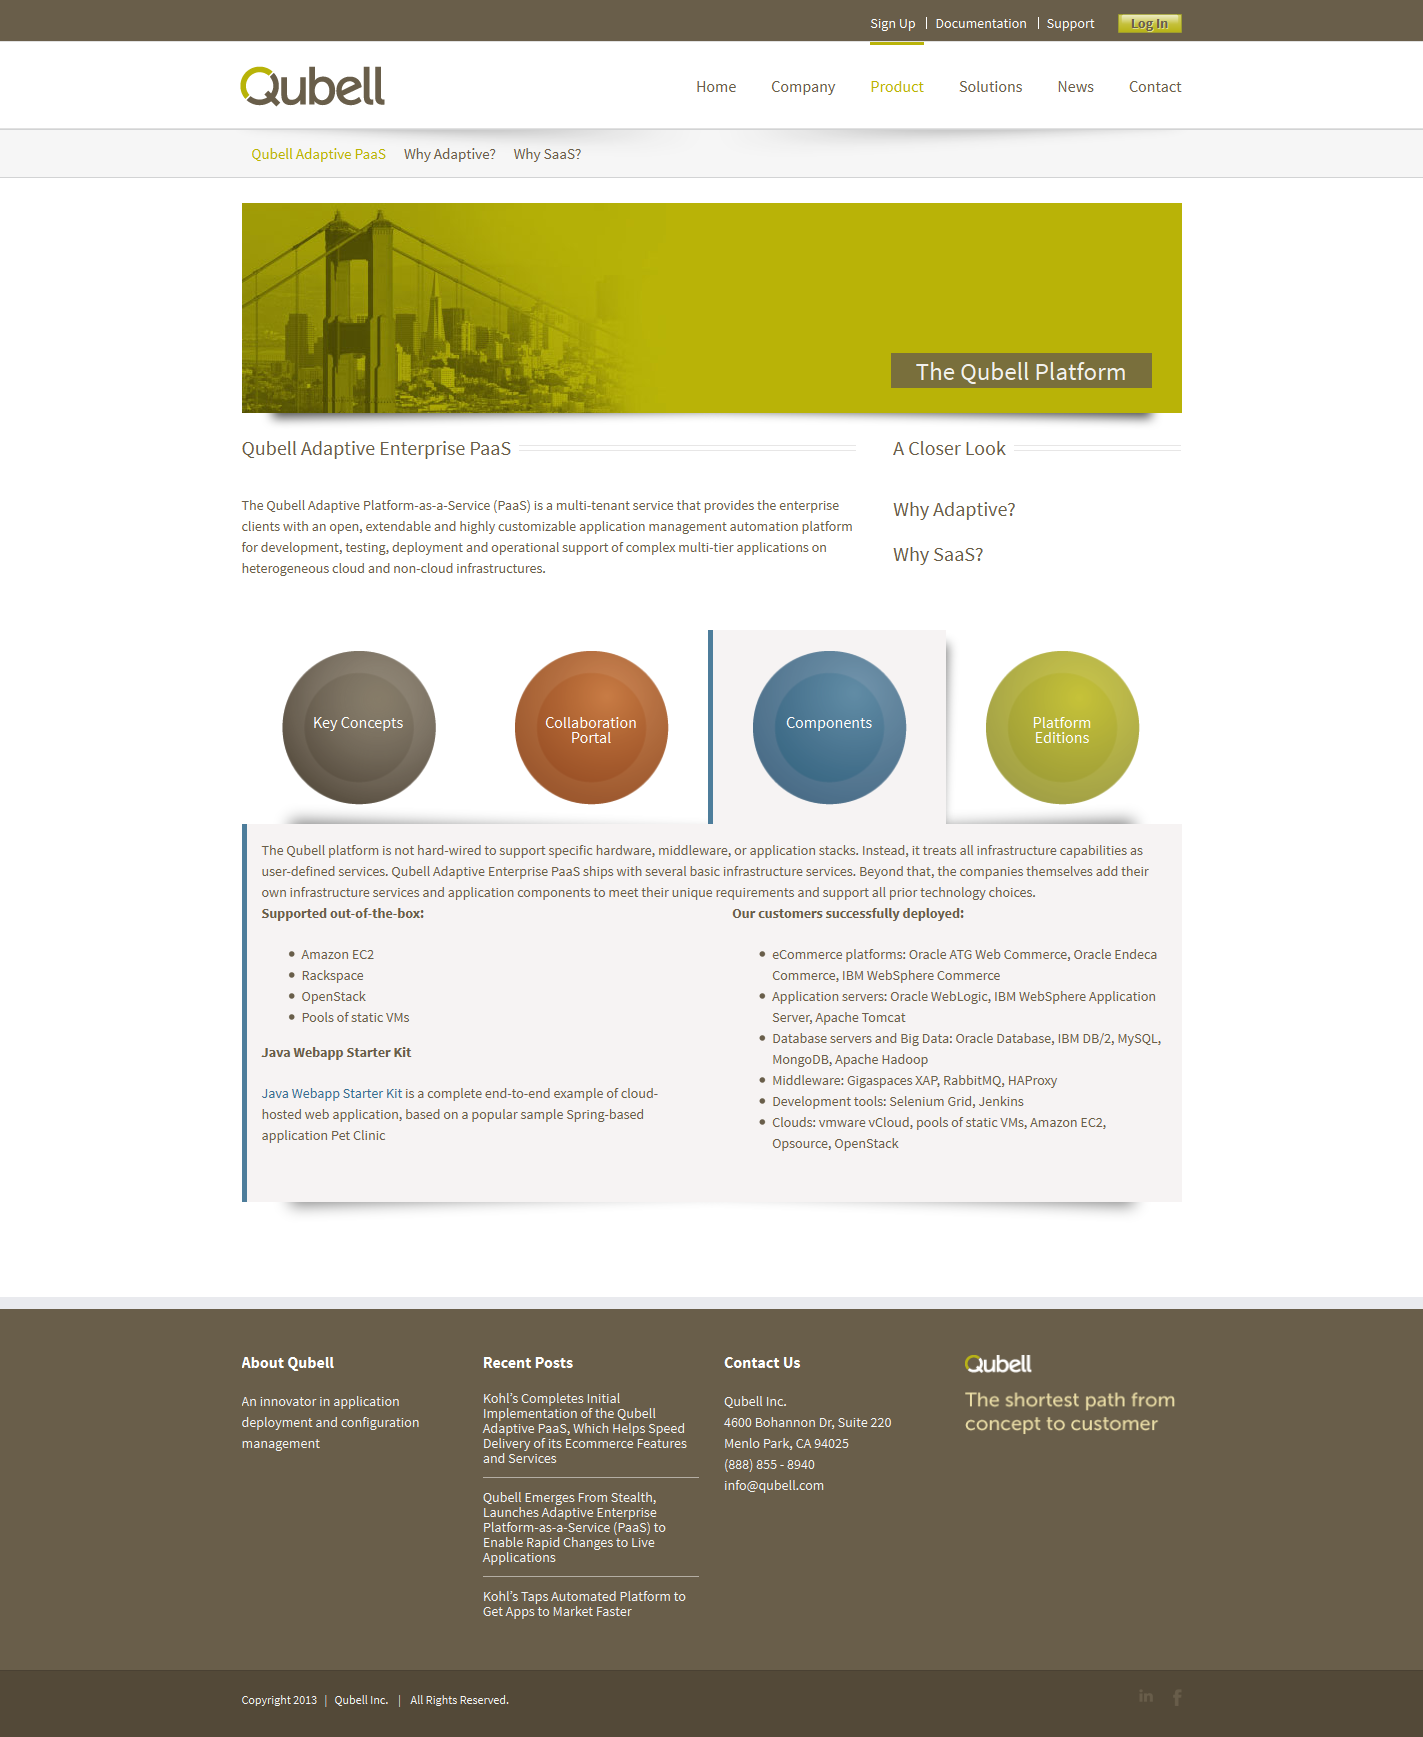 Sign Up | Documentation | Support Log In
Qubell
Home Company Product Solutions News Contact
Qubell Adaptive PaaS Why Adaptive? Why SaaS?
The Qubell Platform
Qubell Adaptive Enterprise PaaS
The Qubell Adaptive Platform-as-a-Service (PaaS) is a multi-tenant service that provides the enterprise
clients with an open, extendable and highly customizable application management automation platform
for development, testing, deployment and operational support of complex multi-tier applications on
heterogeneous cloud and non-cloud infrastructures.
A Closer Look
Why Adaptive?
Why SaaS?
Key Concepts
Collaboration
Portal
Components
Platform
Editions
The Qubell platform is not hard-wired to support specific hardware, middleware, or application stacks. Instead, it treats all infrastructure capabilities as
user-defined services. Qubell Adaptive Enterprise PaaS ships with several basic infrastructure services. Beyond that, the companies themselves add their
own infrastructure services and application components to meet their unique requirements and support all prior technology choices.
Supported out-of-the-box:
• Amazon EC2
• Rackspace
• OpenStack
• Pools of static VMs
Java Webapp Starter Kit
Java Webapp Starter Kit is a complete end-to-end example of cloud-
hosted web application, based on a popular sample Spring-based
application Pet Clinic
Our customers successfully deployed:
• eCommerce platforms: Oracle ATG Web Commerce, Oracle Endeca
Commerce, IBM WebSphere Commerce
• Application servers: Oracle WebLogic, IBM WebSphere Application
Server, Apache Tomcat
• Database servers and Big Data: Oracle Database, IBM DB/2, MySQL,
MongoDB, Apache Hadoop
• Middleware: Gigaspaces XAP, RabbitMQ, HAProxy
• Development tools: Selenium Grid, Jenkins
• Clouds: vmware vCloud, pools of static VMs, Amazon EC2,
Opsource, OpenStack
About Qubell
An innovator in application
deployment and configuration
management
Recent Posts
Kohl’s Completes Initial
Implementation of the Qubell
Adaptive PaaS, Which Helps Speed
Delivery of its Ecommerce Features
and Services
Qubell Emerges From Stealth,
Launches Adaptive Enterprise
Platform-as-a-Service (PaaS) to
Enable Rapid Changes to Live
Applications
Kohl’s Taps Automated Platform to
Get Apps to Market Faster
Contact Us
Qubell Inc.
4600 Bohannon Dr, Suite 220
Menlo Park, CA 94025
(888) 855 - 8940
info@qubell.com
Qubell
The shortest path from
concept to customer
Copyright 2013 | Qubell Inc. | All Rights Reserved.
in f